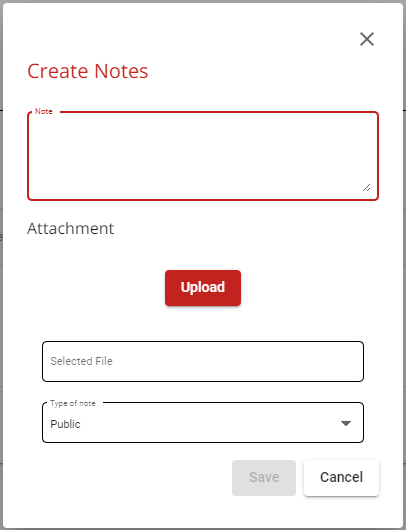 Create Notes
Note
Attachment
Upload
Selected File
Type of note
Public
Save
Cancel